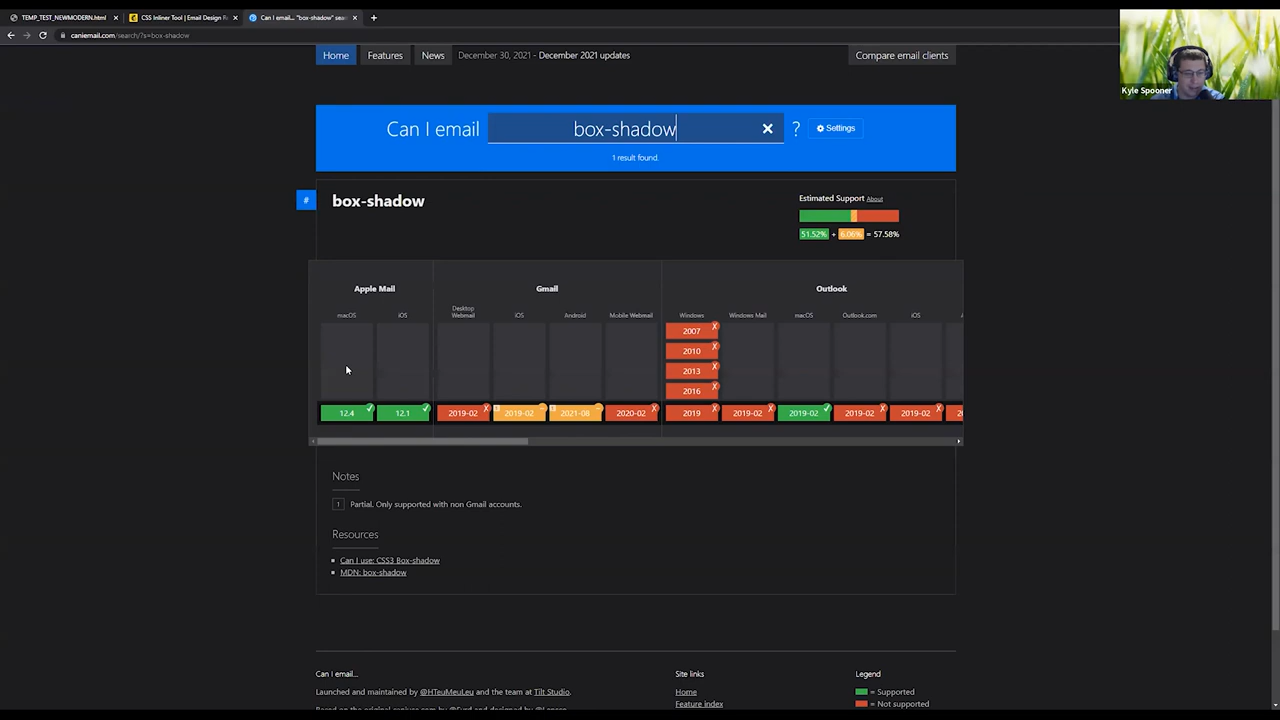 TEMP_TEST_NEWMODERN.html
CSS Inliner Tool | Email Design Re
Can I email... "box-shadow" sea
caniemail.com/search/?s=box-shadow
Kyle Spooner
Home
Features
News
December 30, 2021 - December 2021 updates
Compare email clients
Can I email
box-shadow
?
Settings
1 result found.
#
box-shadow
Estimated Support About
51.52% + 6.06% = 57.58%
Apple Mail
Gmail
Outlook
macOS
iOS
Desktop
Webmail
iOS
Android
Mobile Webmail
Windows
Windows Mail
macOS
Outlook.com
iOS
2007
2010
2013
2016
12.4
12.1
2019-02
2019-02
2021-08
2020-02
2019
2019-02
2019-02
2019-02
2019-02
Notes
1 Partial. Only supported with non Gmail accounts.
Resources
Can I use: CSS3 Box-shadow
MDN: box-shadow
Can I email...
Launched and maintained by @HTeuMeuLeu and the team at Tilt Studio.
Site links
Home
Feature index
Legend
= Supported
= Not supported